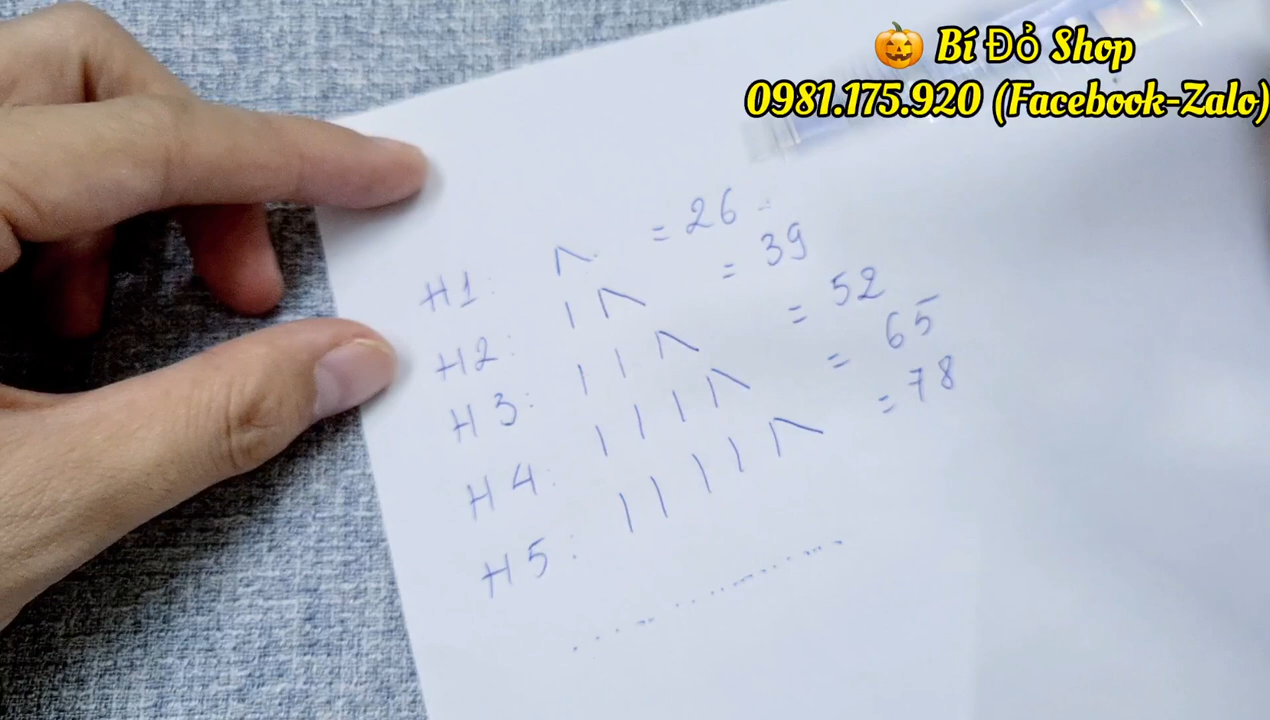 🎃 Bí Đỏ Shop
0981.175.920 (Facebook-Zalo)
H1: = 26
H2: = 39
H3: = 52
H4: = 65
H5: = 78